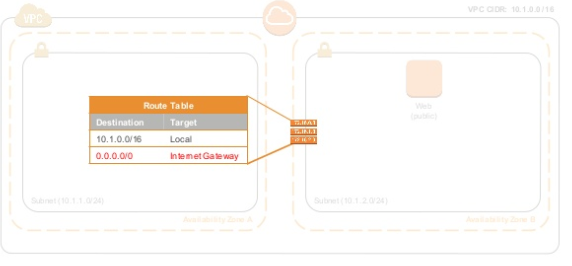 VPC CIDR: 10.1.0.0/16
VPC
Route Table
Destination Target
10.1.0.0/16 Local
0.0.0.0/0 Internet Gateway
Web
(public)
Subnet (10.1.1.0/24)
Subnet (10.1.2.0/24)
Availability Zone A
Availability Zone B